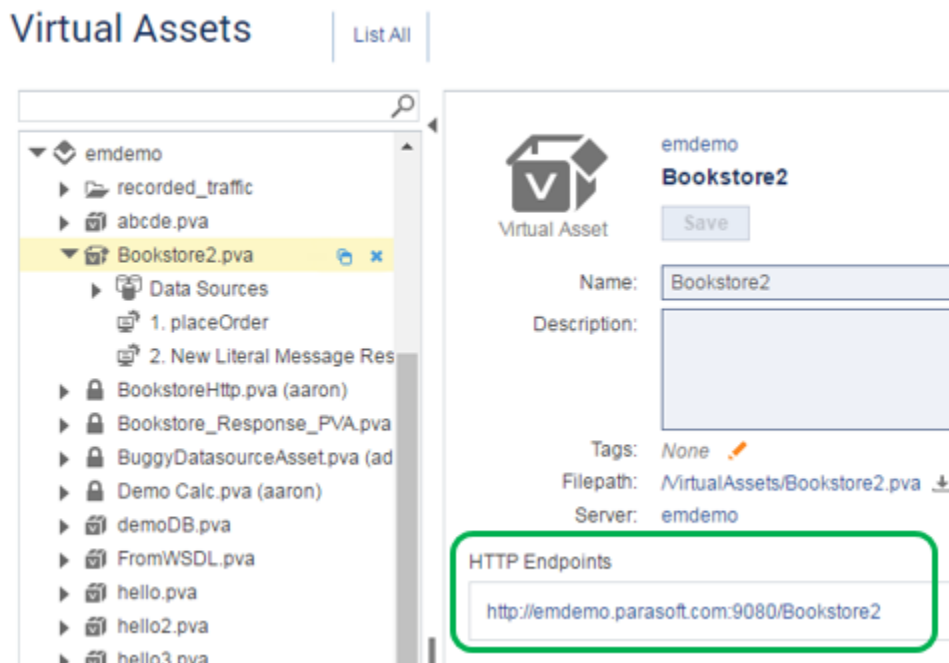 Virtual Assets
List All
emdemo
recorded_traffic
abcde.pva
Bookstore2.pva
Data Sources
1. placeOrder
2. New Literal Message Res
BookstoreHttp.pva (aaron)
Bookstore_Response_PVA.pva
BuggyDatasourceAsset.pva (ad
Demo Calc.pva (aaron)
demoDB.pva
FromWSDL.pva
hello.pva
hello2.pva
hello3.pva
V
Virtual Asset
emdemo
Bookstore2
Save
Name: Bookstore2
Description:
Tags: None
Filepath: /VirtualAssets/Bookstore2.pva
Server: emdemo
HTTP Endpoints
http://emdemo.parasoft.com:9080/Bookstore2